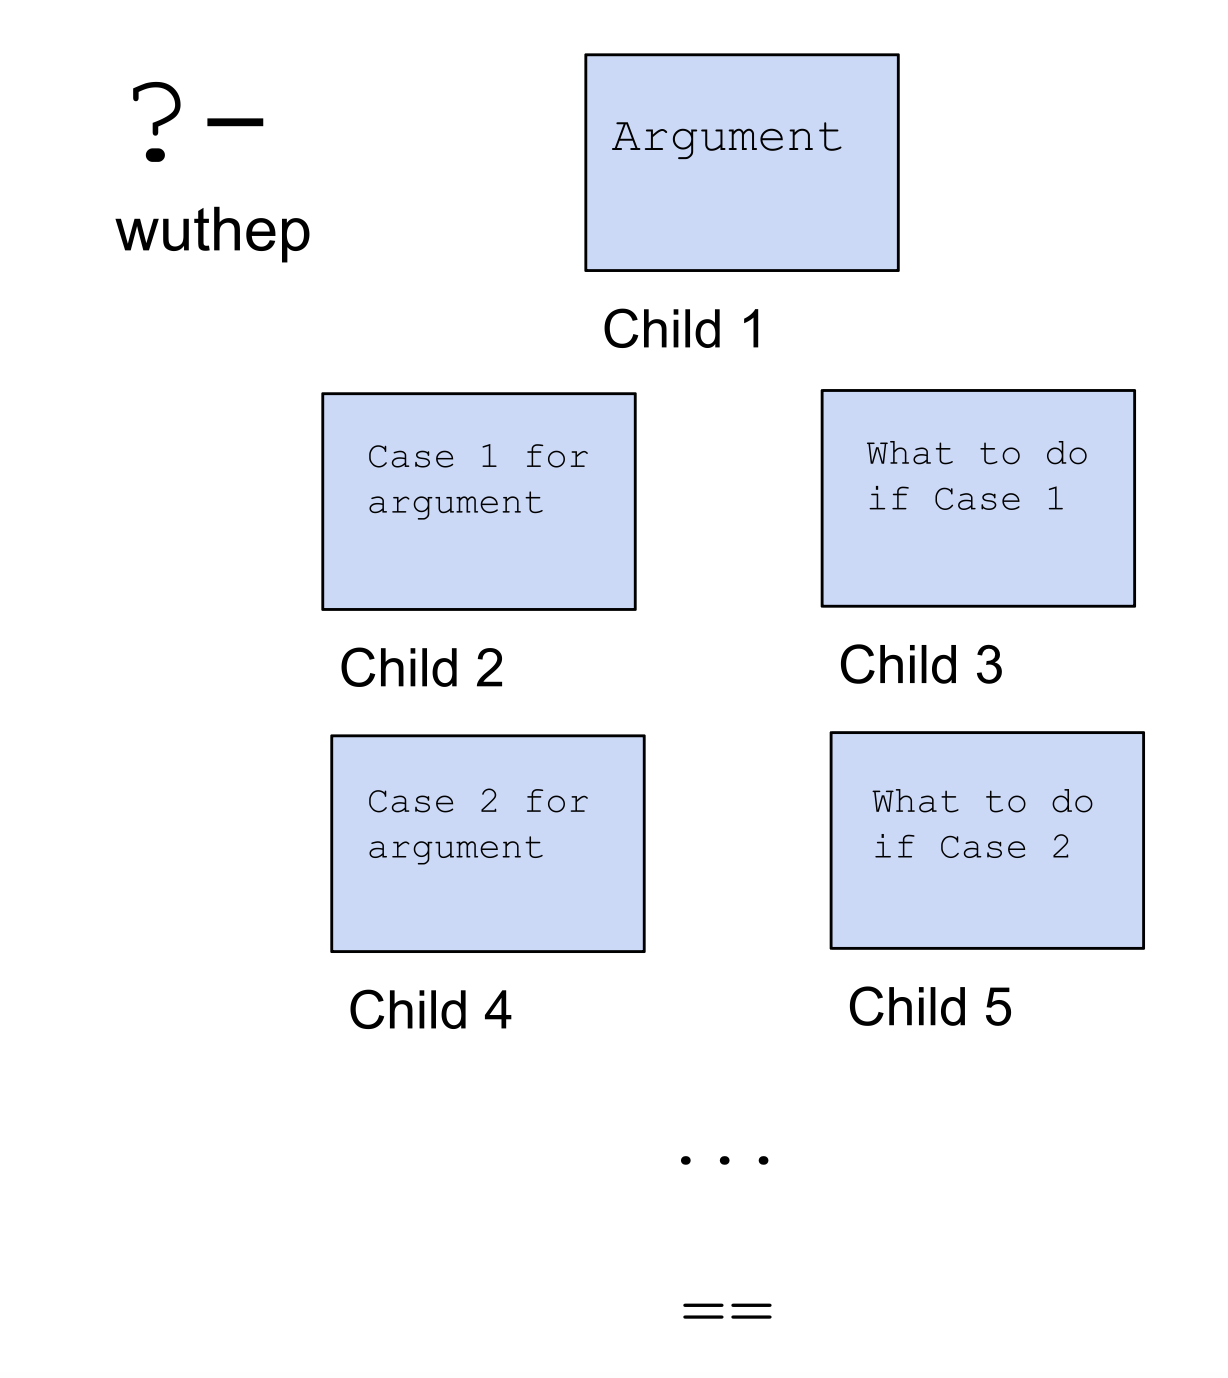 ?-
wuthep
Argument
Child 1
Case 1 for
argument
Child 2
What to do
if Case 1
Child 3
Case 2 for
argument
Child 4
What to do
if Case 2
Child 5
...
==